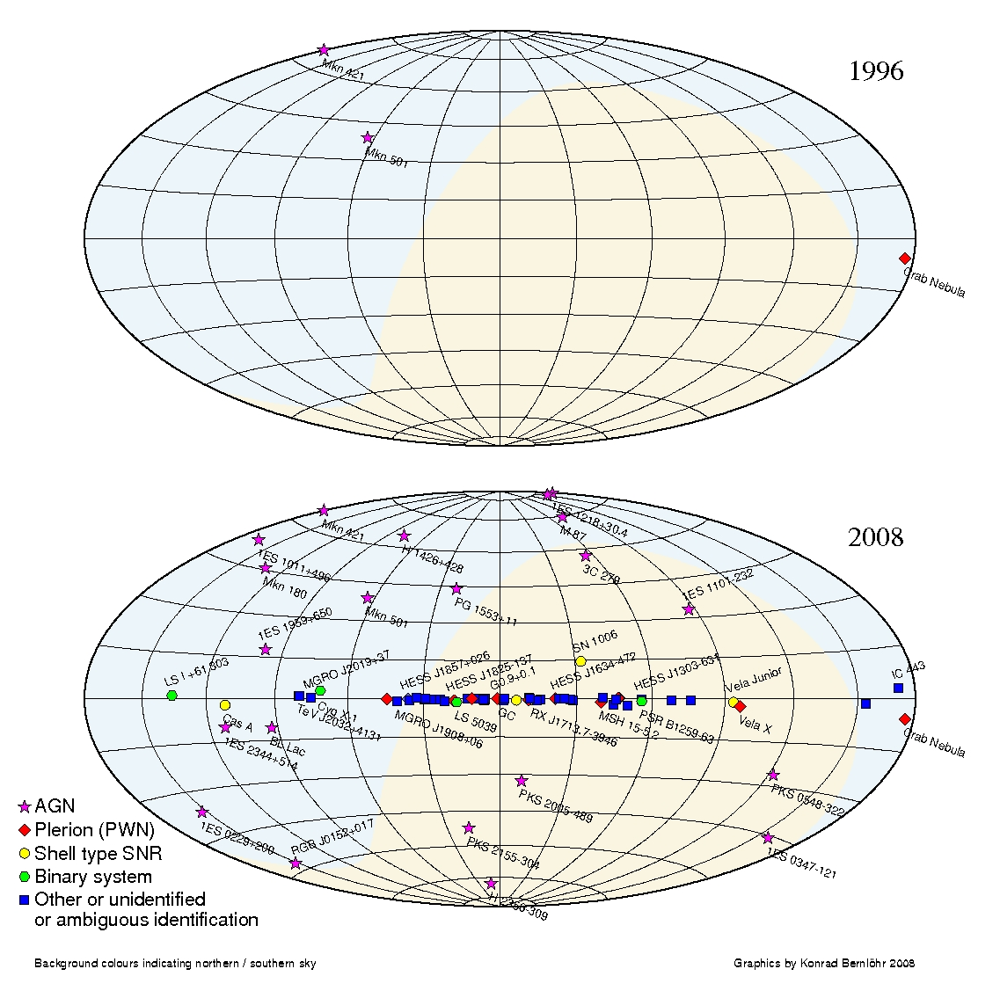 1996
Mkn 421
Mkn 501
Crab Nebula
2008
1ES 1218+30.4
Mkn 421
M 87
H 1426+428
1ES 1011+496
3C 279
Mkn 180
1ES 1101-232
PG 1553+11
Mkn 501
1ES 1959+650
SN 1006
LS I +61 303
MGRO J2019+37
HESS J1857+026
HESS J1825-137
G0.9+0.1
HESS J1634-472
HESS J1303-631
Vela Junior
IC 443
Cas A
Cyg X-1
TeV J2032+4131
MGRO J1908+06
LS 5039
GC
RX J1713.7-3946
MSH 15-5 2
PSR B1259-63
Vela X
Crab Nebula
BL Lac
1ES 2344+514
PKS 2005-489
PKS 0548-322
1ES 0229+200
RGB J0152+017
PKS 2155-304
1ES 0347-121
H 2356-309
AGN
Plerion (PWN)
Shell type SNR
Binary system
Other or unidentified
or ambiguous identification
Background colours indicating northern / southern sky
Graphics by Konrad Bernlöhr 2008